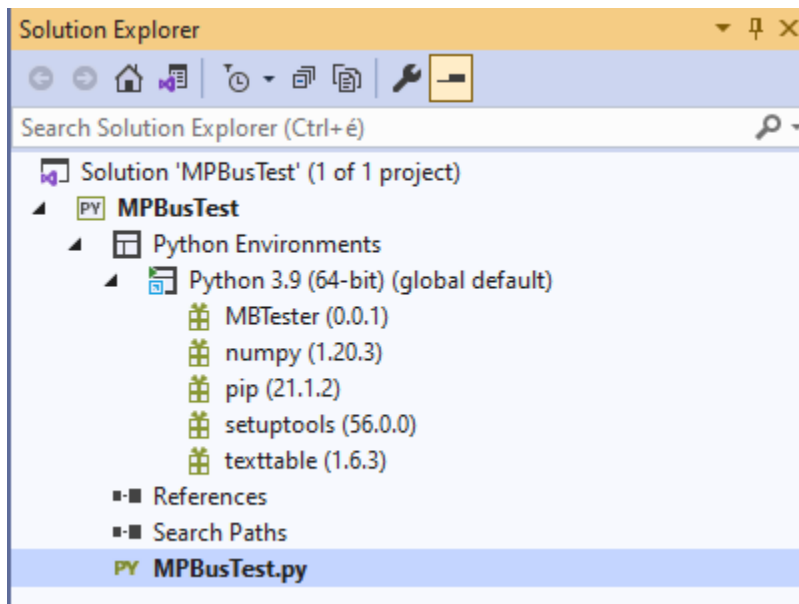 Solution Explorer
Search Solution Explorer (Ctrl+é)
Solution 'MPBusTest' (1 of 1 project)
PY MPBusTest
Python Environments
Python 3.9 (64-bit) (global default)
MBTester (0.0.1)
numpy (1.20.3)
pip (21.1.2)
setuptools (56.0.0)
texttable (1.6.3)
References
Search Paths
PY MPBusTest.py